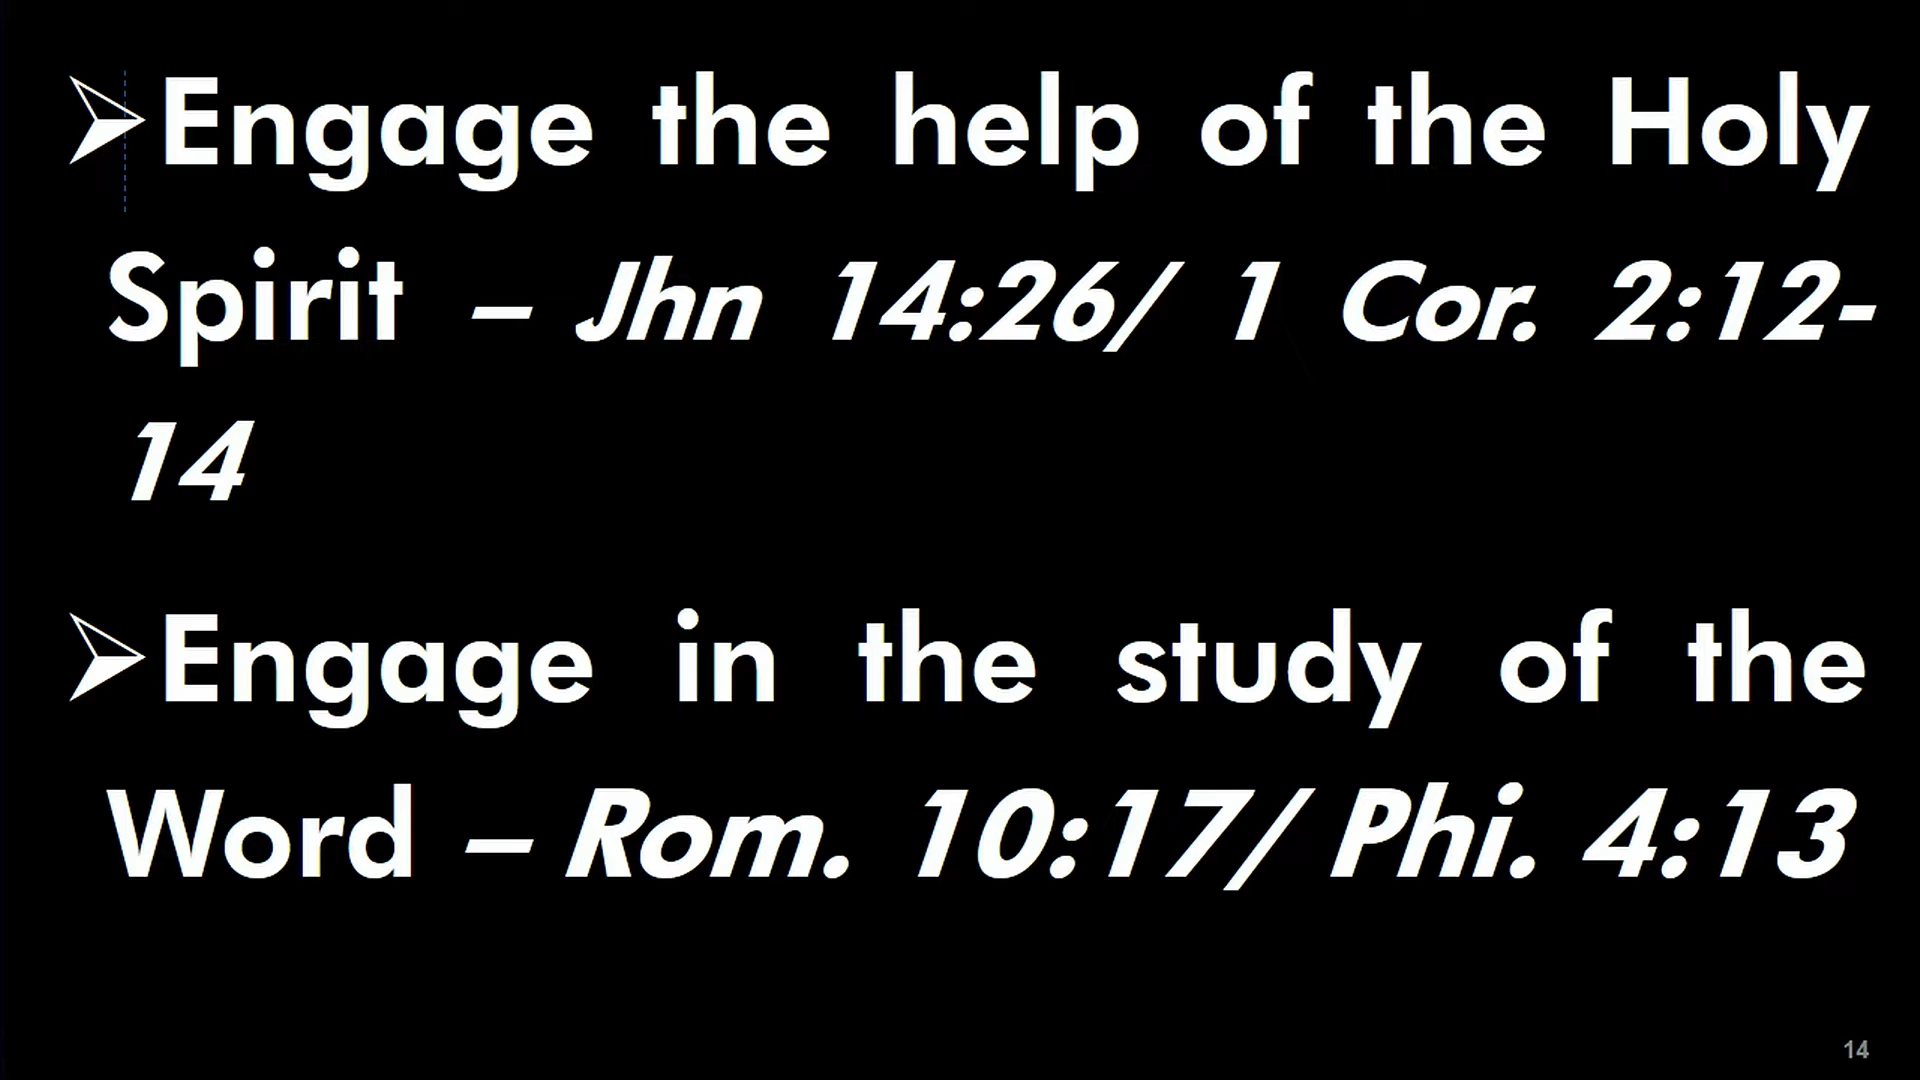 ➢Engage the help of the Holy
Spirit – Jhn 14:26/ 1 Cor. 2:12-
14
➢Engage in the study of the
Word – Rom. 10:17/ Phi. 4:13
14